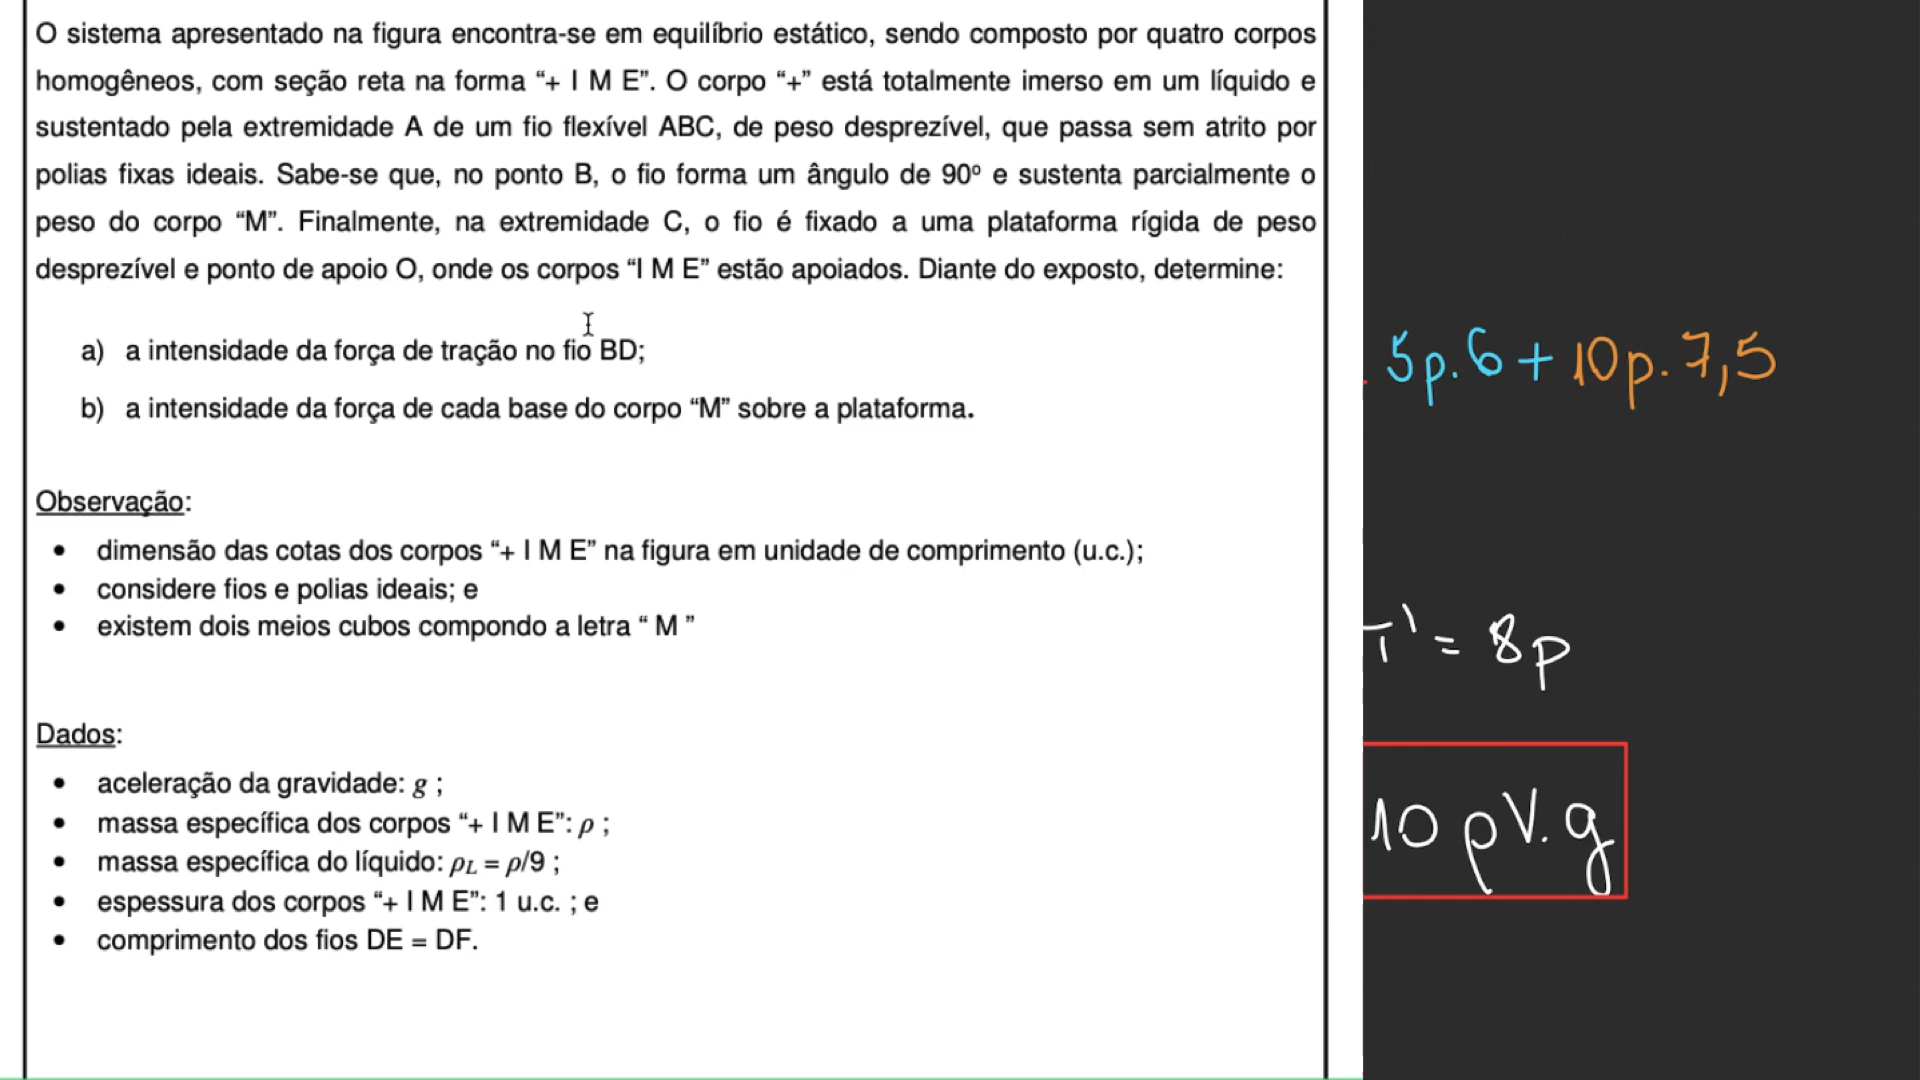 O sistema apresentado na figura encontra-se em equilíbrio estático, sendo composto por quatro corpos
homogêneos, com seção reta na forma “+ I M E”. O corpo “+” está totalmente imerso em um líquido e
sustentado pela extremidade A de um fio flexível ABC, de peso desprezível, que passa sem atrito por
polias fixas ideais. Sabe-se que, no ponto B, o fio forma um ângulo de 90º e sustenta parcialmente o
peso do corpo “M”. Finalmente, na extremidade C, o fio é fixado a uma plataforma rígida de peso
desprezível e ponto de apoio O, onde os corpos “I M E” estão apoiados. Diante do exposto, determine:
a) a intensidade da força de tração no fio BD;
b) a intensidade da força de cada base do corpo “M” sobre a plataforma.
Observação:
• dimensão das cotas dos corpos “+ I M E” na figura em unidade de comprimento (u.c.);
• considere fios e polias ideais; e
• existem dois meios cubos compondo a letra “ M ”
Dados:
• aceleração da gravidade: g ;
• massa específica dos corpos “+ I M E”: ρ ;
• massa específica do líquido: ρL = ρ/9 ;
• espessura dos corpos “+ I M E”: 1 u.c. ; e
• comprimento dos fios DE = DF.
5p.6 + 10p.7,5
T' = 8p
10 ρV.g